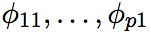 ϕ₁₁, . . . , ϕₚ₁